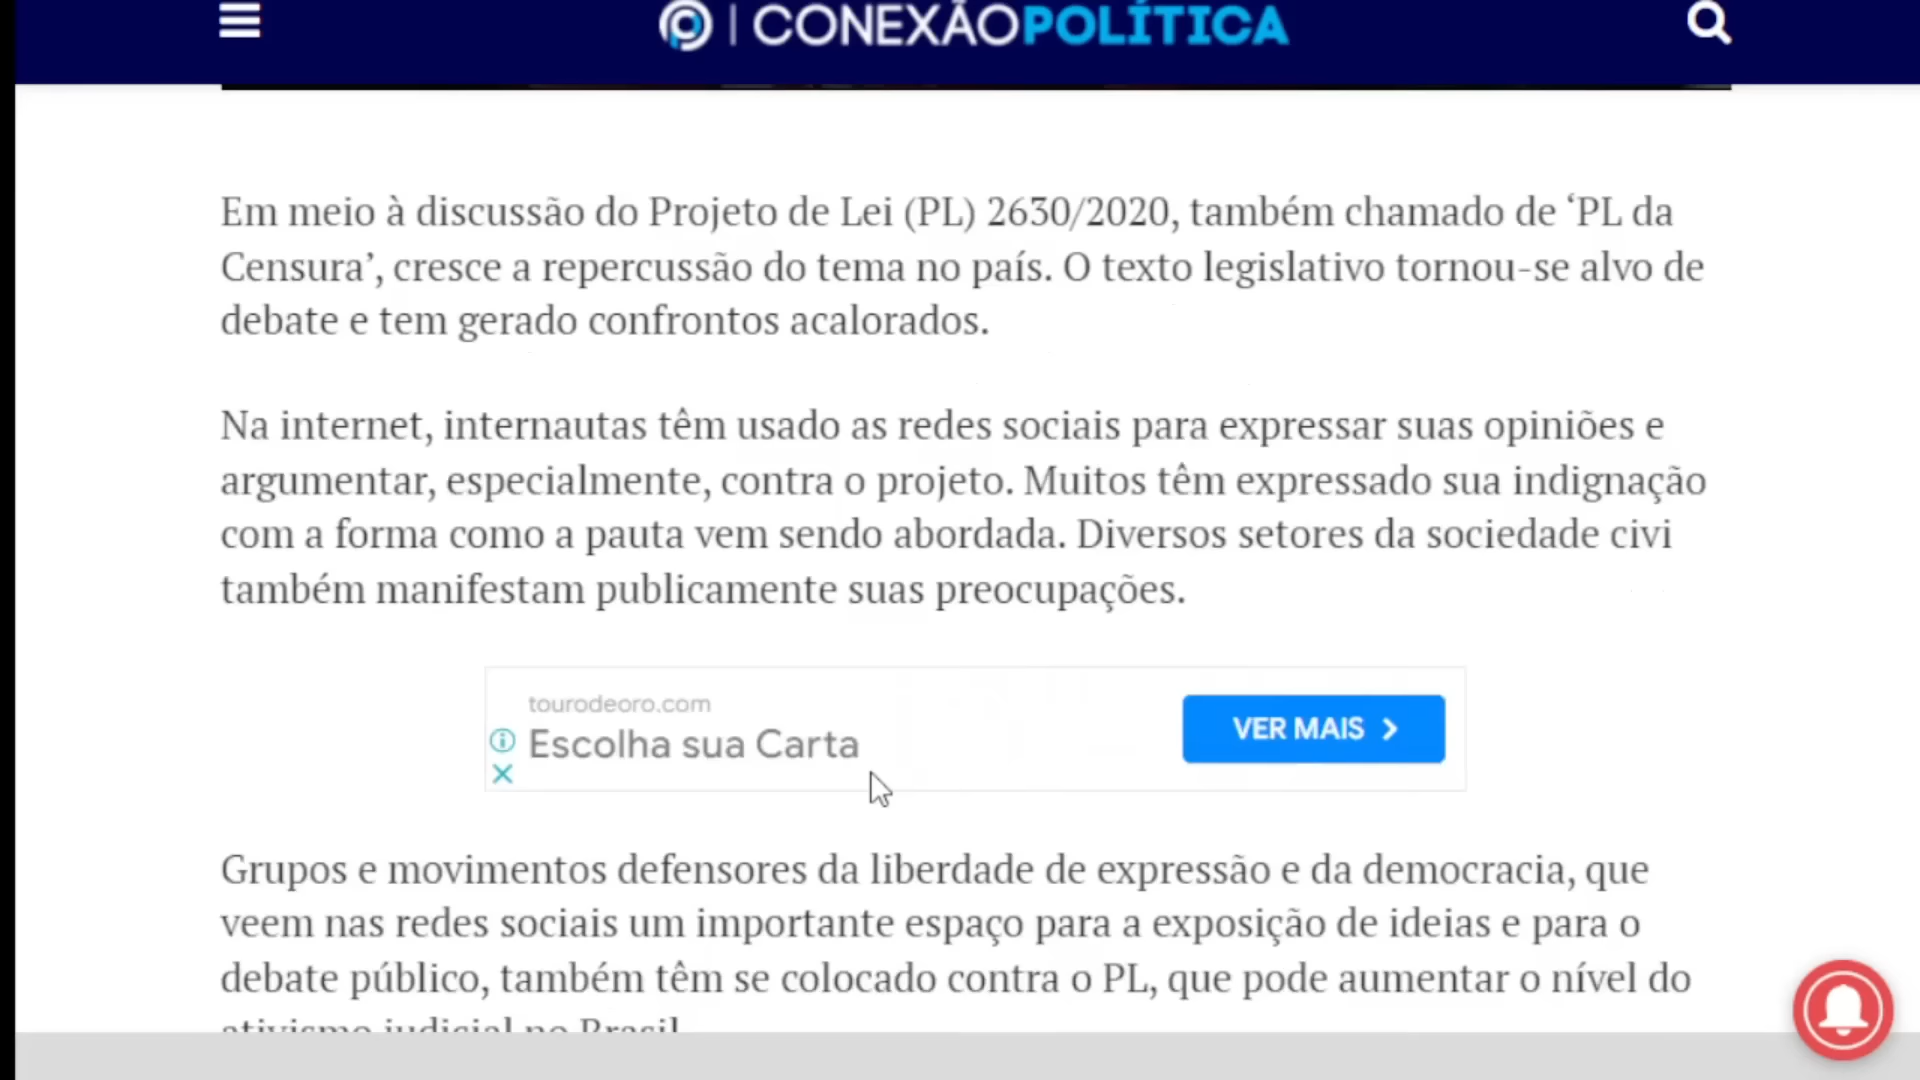 CONEXÃOPOLÍTICA
Em meio à discussão do Projeto de Lei (PL) 2630/2020, também chamado de ‘PL da
Censura’, cresce a repercussão do tema no país. O texto legislativo tornou-se alvo de
debate e tem gerado confrontos acalorados.
Na internet, internautas têm usado as redes sociais para expressar suas opiniões e
argumentar, especialmente, contra o projeto. Muitos têm expressado sua indignação
com a forma como a pauta vem sendo abordada. Diversos setores da sociedade civi
também manifestam publicamente suas preocupações.
tourodeoro.com
Escolha sua Carta
VER MAIS
Grupos e movimentos defensores da liberdade de expressão e da democracia, que
veem nas redes sociais um importante espaço para a exposição de ideias e para o
debate público, também têm se colocado contra o PL, que pode aumentar o nível do
ativismo judicial no Brasil.